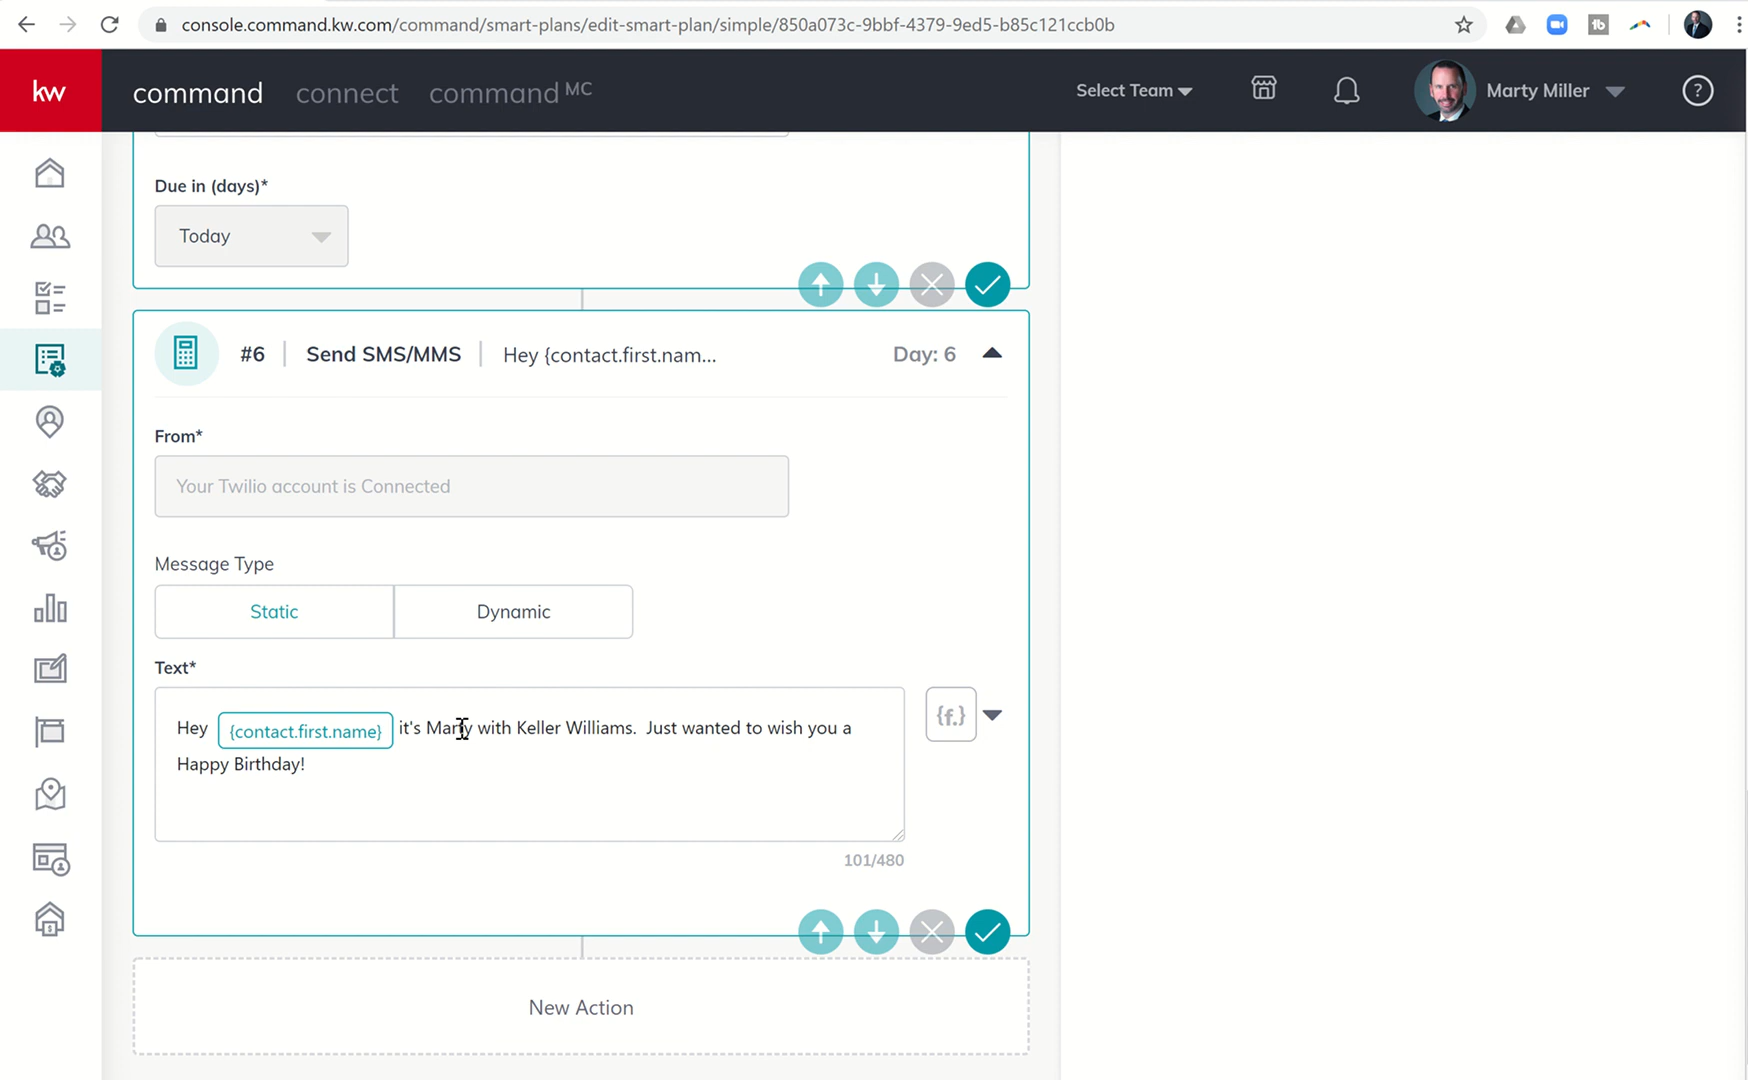 console.command.kw.com/command/smart-plans/edit-smart-plan/simple/850a073c-9bbf-4379-9ed5-b85c121ccb0b
tb
kw command connect command MC Select Team Marty Miller ?
Due in (days)*
Today
#6 Send SMS/MMS Hey {contact.first.nam... Day: 6
From*
Your Twilio account is Connected
Message Type
Static Dynamic
Text*
Hey {contact.first.name} it's Marty with Keller Williams. Just wanted to wish you a
Happy Birthday!
{f.}
101/480
New Action